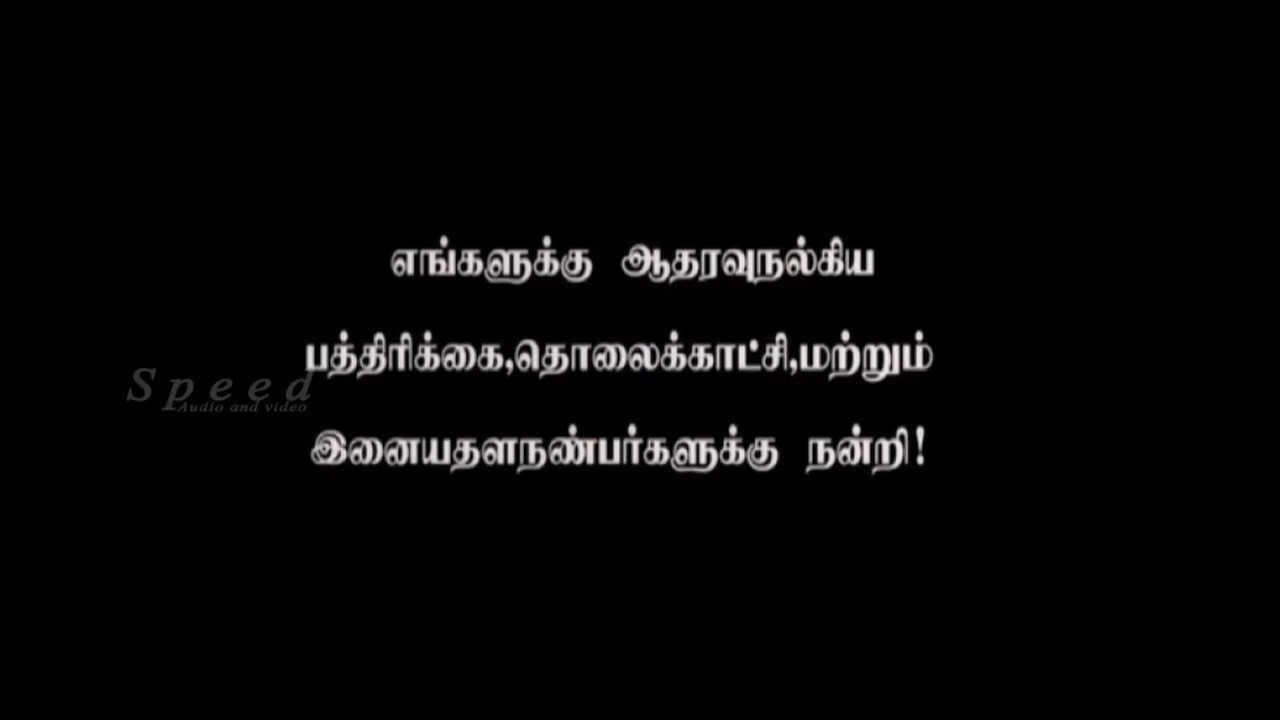 எங்களுக்கு ஆதரவுநல்கிய
பத்திரிக்கை,தொலைக்காட்சி,மற்றும்
Speed
Audio and video
இனையதளநண்பர்களுக்கு நன்றி!